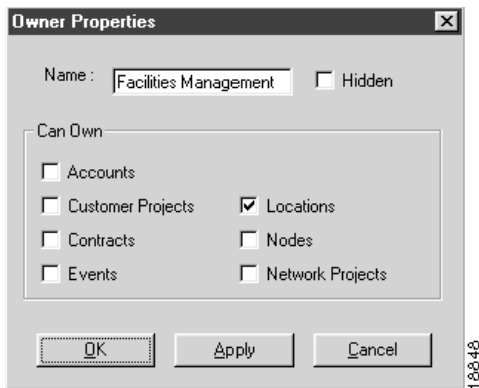 Owner Properties
Name :
Facilities Management
Hidden
Can Own
Accounts
Customer Projects
Locations
Contracts
Nodes
Events
Network Projects
OK
Apply
Cancel
18848